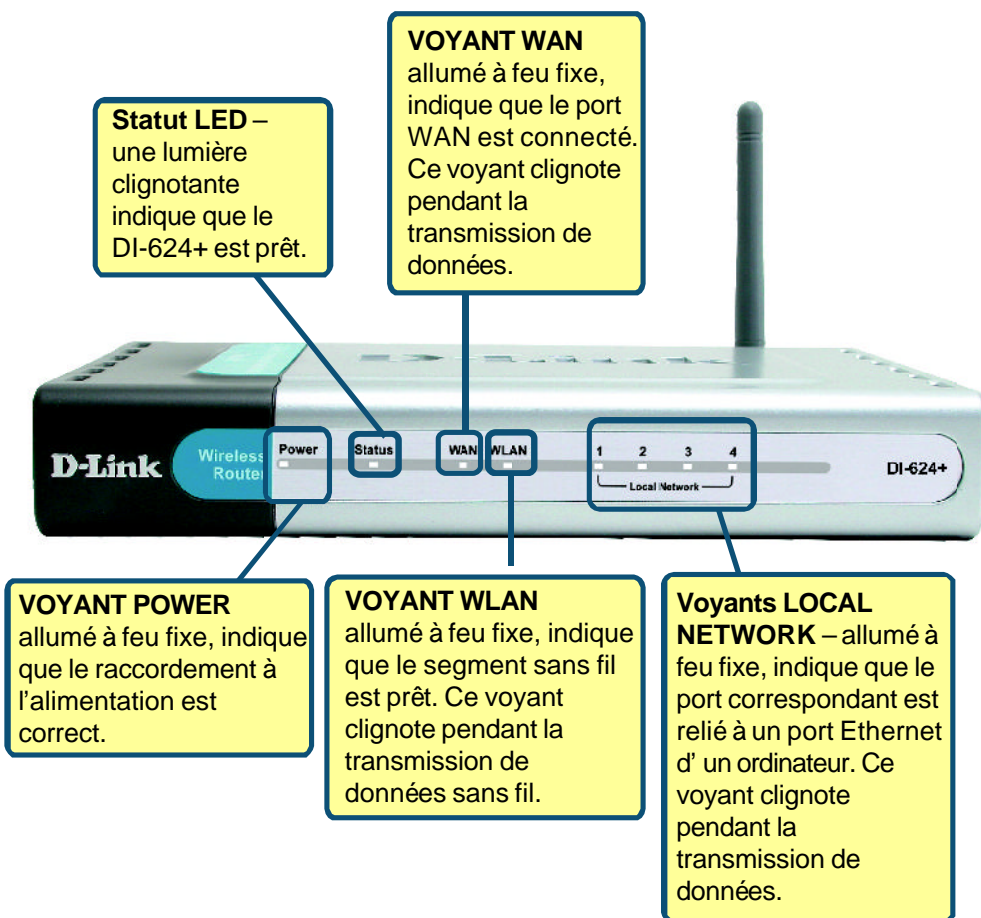 VOYANT WAN
allumé à feu fixe,
indique que le port
WAN est connecté.
Ce voyant clignote
pendant la
transmission de
données.
Statut LED –
une lumière
clignotante
indique que le
DI-624+ est prêt.
D-Link
D-Link
Wireless
Router
Power
Status
WAN
WLAN
1 2 3 4
Local Network
DI-624+
VOYANT POWER
allumé à feu fixe, indique
que le raccordement à
l'alimentation est
correct.
VOYANT WLAN
allumé à feu fixe, indique
que le segment sans fil
est prêt. Ce voyant
clignote pendant la
transmission de
données sans fil.
Voyants LOCAL
NETWORK – allumé à
feu fixe, indique que le
port correspondant est
relié à un port Ethernet
d' un ordinateur. Ce
voyant clignote
pendant la
transmission de
données.